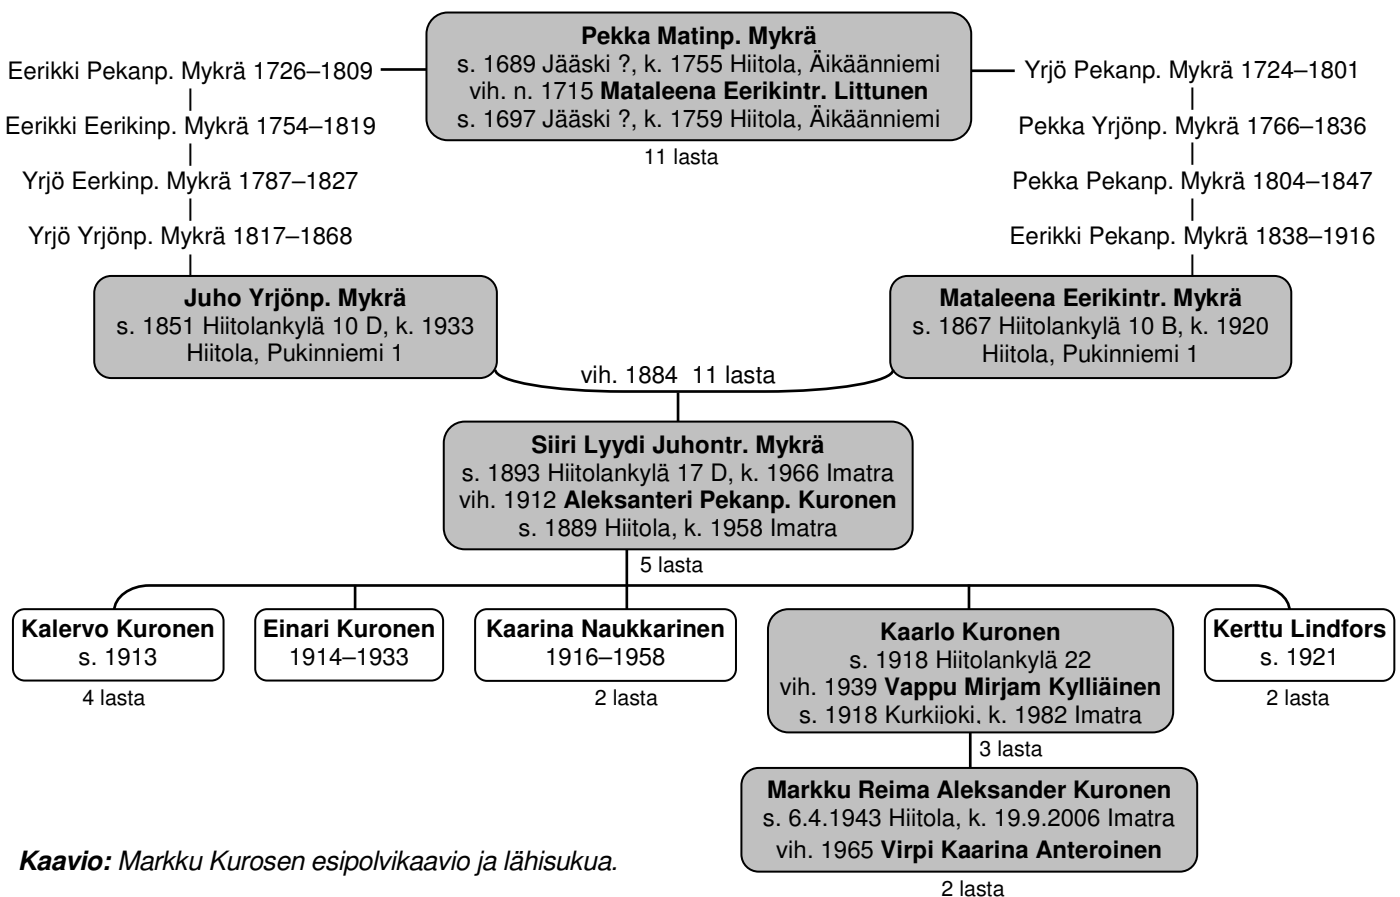 Pekka Matinp. Mykrä
s. 1689 Jääski ?, k. 1755 Hiitola, Äikäänniemi
vih. n. 1715 Mataleena Eerikintr. Littunen
s. 1697 Jääski ?, k. 1759 Hiitola, Äikäänniemi
11 lasta
Eerikki Pekanp. Mykrä 1726–1809
Eerikki Eerikinp. Mykrä 1754–1819
Yrjö Eerkinp. Mykrä 1787–1827
Yrjö Yrjönp. Mykrä 1817–1868
Yrjö Pekanp. Mykrä 1724–1801
Pekka Yrjönp. Mykrä 1766–1836
Pekka Pekanp. Mykrä 1804–1847
Eerikki Pekanp. Mykrä 1838–1916
Juho Yrjönp. Mykrä
s. 1851 Hiitolankylä 10 D, k. 1933
Hiitola, Pukinniemi 1
Mataleena Eerikintr. Mykrä
s. 1867 Hiitolankylä 10 B, k. 1920
Hiitola, Pukinniemi 1
vih. 1884 11 lasta
Siiri Lyydi Juhontr. Mykrä
s. 1893 Hiitolankylä 17 D, k. 1966 Imatra
vih. 1912 Aleksanteri Pekanp. Kuronen
s. 1889 Hiitola, k. 1958 Imatra
5 lasta
Kalervo Kuronen
s. 1913
4 lasta
Einari Kuronen
1914–1933
Kaarina Naukkarinen
1916–1958
2 lasta
Kaarlo Kuronen
s. 1918 Hiitolankylä 22
vih. 1939 Vappu Mirjam Kylliäinen
s. 1918 Kurkijoki, k. 1982 Imatra
3 lasta
Kerttu Lindfors
s. 1921
2 lasta
Markku Reima Aleksander Kuronen
s. 6.4.1943 Hiitola, k. 19.9.2006 Imatra
vih. 1965 Virpi Kaarina Anteroinen
2 lasta
Kaavio: Markku Kurosen esipolvikaavio ja lähisukua.